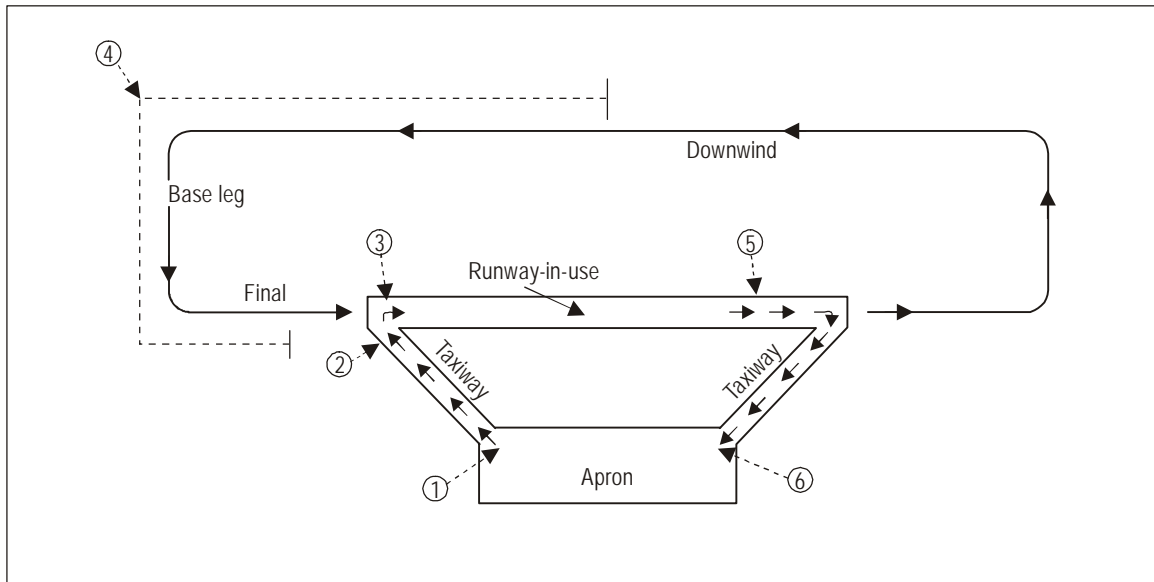 ④
Downwind
Base leg
③
⑤
Runway-in-use
Final
②
Taxiway
Taxiway
①
Apron
⑥